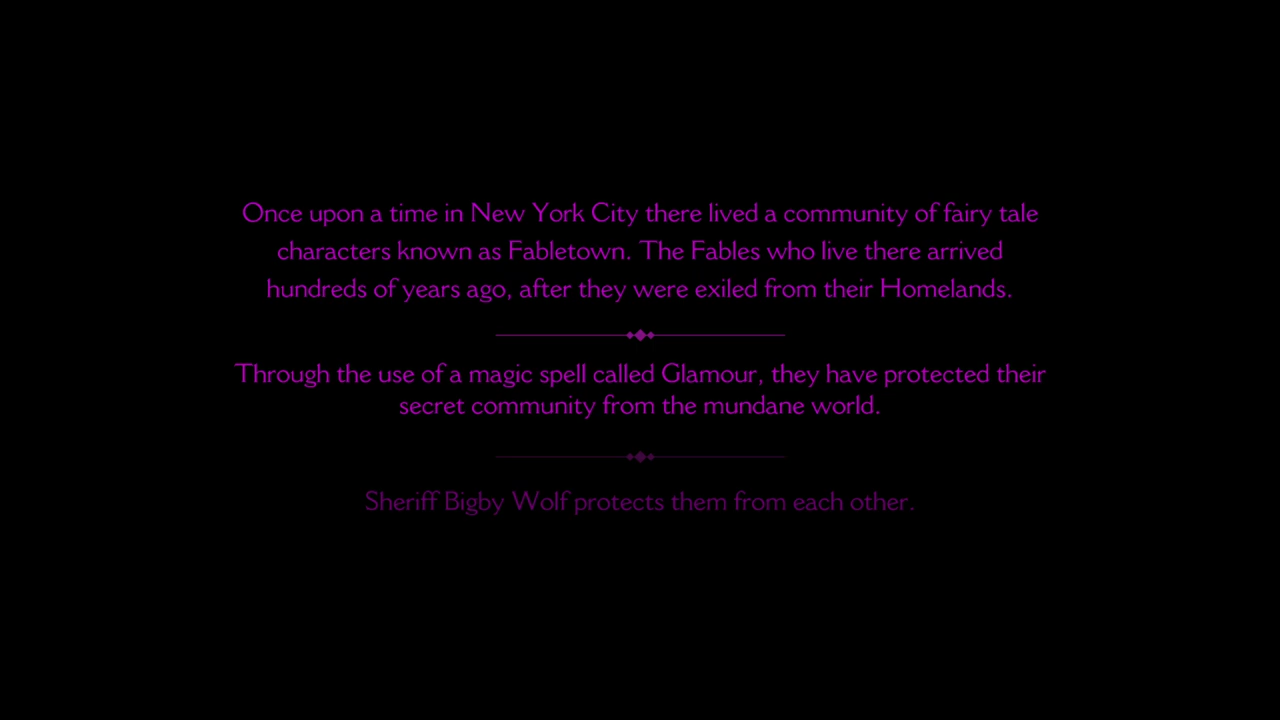 Once upon a time in New York City there lived a community of fairy tale
characters known as Fabletown. The Fables who live there arrived
hundreds of years ago, after they were exiled from their Homelands.
Through the use of a magic spell called Glamour, they have protected their
secret community from the mundane world.
Sheriff Bigby Wolf protects them from each other.